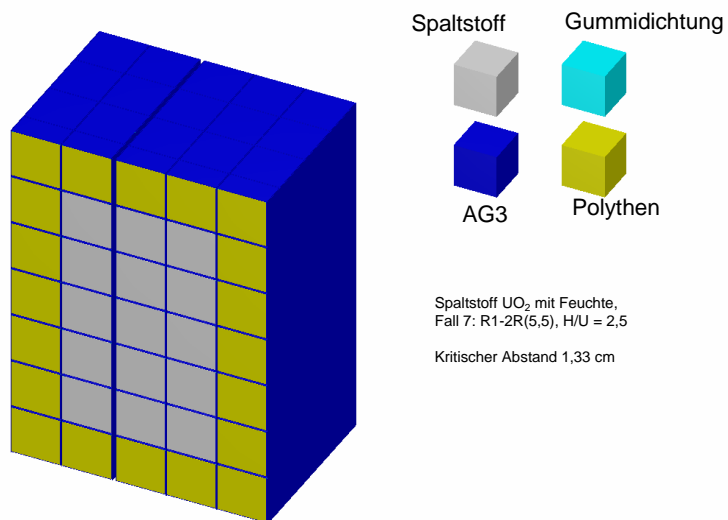 Spaltstoff
Gummidichtung
AG3
Polythen
Spaltstoff UO₂ mit Feuchte,
Fall 7: R1-2R(5,5), H/U = 2,5
Kritischer Abstand 1,33 cm